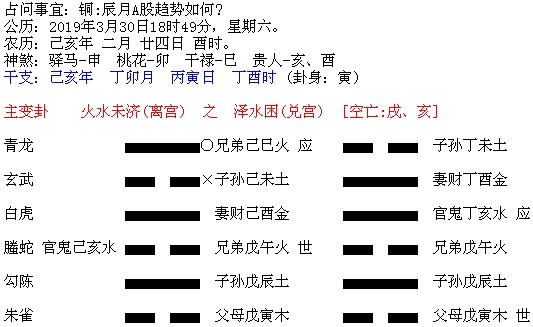 占问事宜：铜:辰月A股趋势如何?
公历：2019年3月30日18时49分，星期六。
农历：己亥年 二月 廿四日 酉时。
神煞：驿马-申 桃花-卯 干禄-巳 贵人-亥、酉
干支：己亥年 丁卯月 丙寅日 丁酉时 (卦身：寅)
主变卦 火水未济(离宫) 之 泽水困(兑宫) [空亡:戌、亥]
青龙 ○兄弟己巳火 应 子孙丁未土
玄武 ×子孙己未土 妻财丁酉金
白虎 妻财己酉金 官鬼丁亥水 应
螣蛇 官鬼己亥水 兄弟戊午火 世 兄弟戊午火
勾陈 子孙戊辰土 子孙戊辰土
朱雀 父母戊寅木 父母戊寅木 世